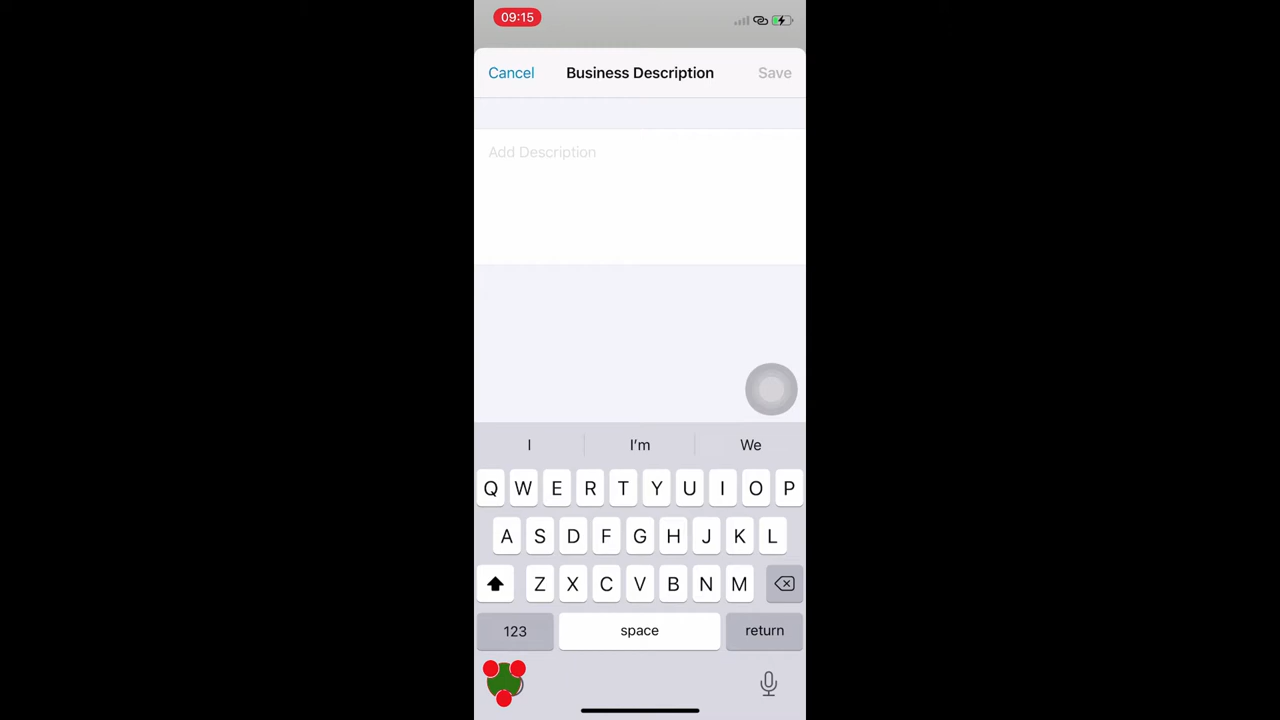 09:15
Cancel Business Description Save
Add Description
I I'm We
Q W E R T Y U I O P
A S D F G H J K L
Z X C V B N M
123 space return